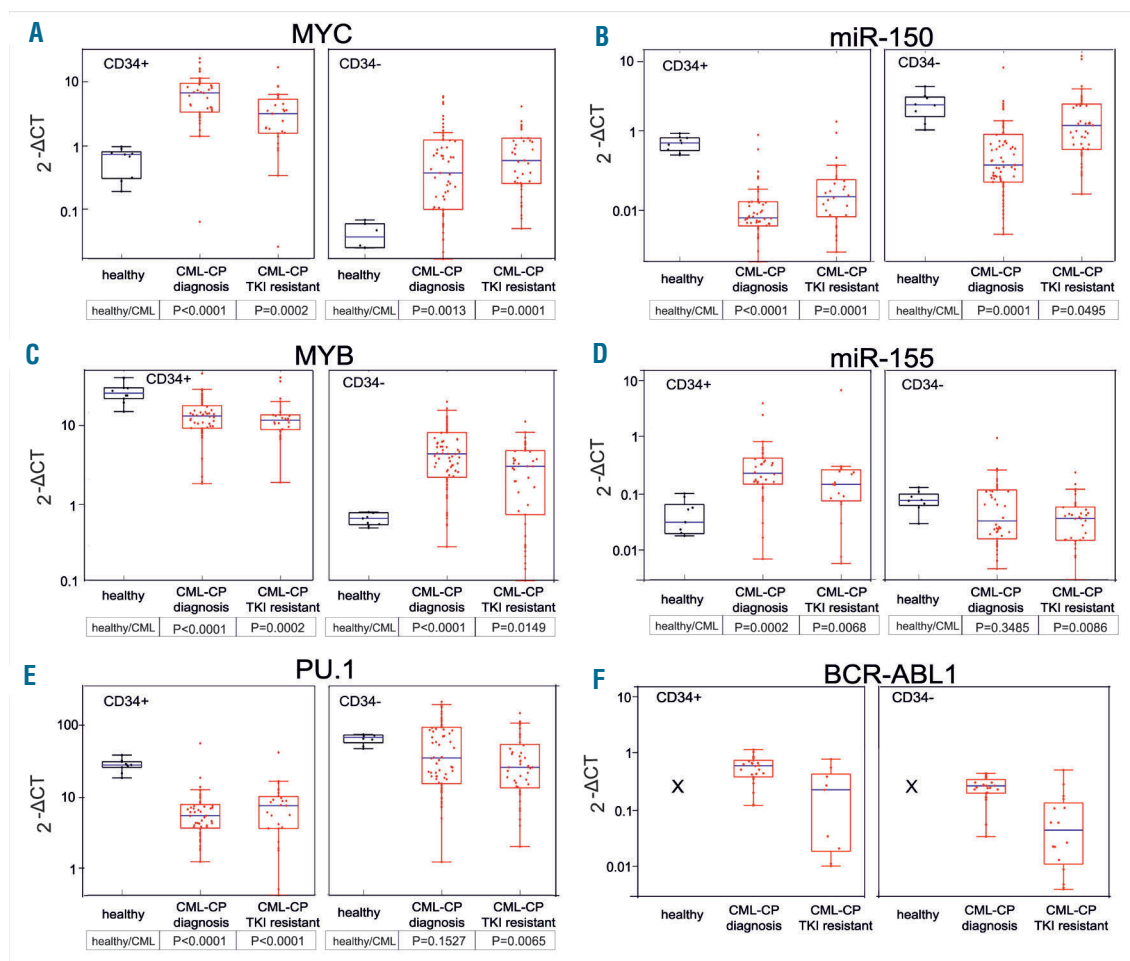 A
MYC
CD34+
CD34-
2-ΔCT
10
1
0.1
healthy
CML-CP
diagnosis
CML-CP
TKI resistant
healthy
CML-CP
diagnosis
CML-CP
TKI resistant
healthy/CML P<0.0001 P=0.0002
healthy/CML P=0.0013 P=0.0001
B
miR-150
CD34+
CD34-
2-ΔCT
10
1
0.01
healthy
CML-CP
diagnosis
CML-CP
TKI resistant
healthy
CML-CP
diagnosis
CML-CP
TKI resistant
healthy/CML P<0.0001 P=0.0001
healthy/CML P=0.0001 P=0.0495
C
MYB
CD34+
CD34-
2-ΔCT
10
1
0.1
healthy
CML-CP
diagnosis
CML-CP
TKI resistant
healthy
CML-CP
diagnosis
CML-CP
TKI resistant
healthy/CML P<0.0001 P=0.0002
healthy/CML P<0.0001 P=0.0149
D
miR-155
CD34+
CD34-
2-ΔCT
10
1
0.1
0.01
healthy
CML-CP
diagnosis
CML-CP
TKI resistant
healthy
CML-CP
diagnosis
CML-CP
TKI resistant
healthy/CML P=0.0002 P=0.0068
healthy/CML P=0.3485 P=0.0086
E
PU.1
CD34+
CD34-
2-ΔCT
100
10
1
healthy
CML-CP
diagnosis
CML-CP
TKI resistant
healthy
CML-CP
diagnosis
CML-CP
TKI resistant
healthy/CML P<0.0001 P<0.0001
healthy/CML P=0.1527 P=0.0065
F
BCR-ABL1
CD34+
CD34-
2-ΔCT
10
1
0.1
0.01
X
X
healthy
CML-CP
diagnosis
CML-CP
TKI resistant
healthy
CML-CP
diagnosis
CML-CP
TKI resistant